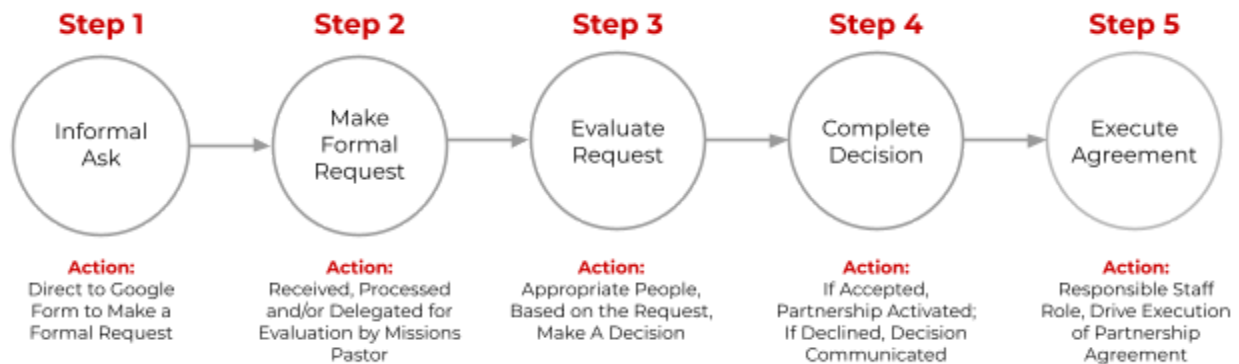 Step 1
Step 2
Step 3
Step 4
Step 5
Informal
Ask
Make
Formal
Request
Evaluate
Request
Complete
Decision
Execute
Agreement
Action:
Direct to Google
Form to Make a
Formal Request
Action:
Received, Processed
and/or Delegated for
Evaluation by Missions
Pastor
Action:
Appropriate People,
Based on the Request,
Make A Decision
Action:
If Accepted,
Partnership Activated;
If Declined, Decision
Communicated
Action:
Responsible Staff
Role, Drive Execution
of Partnership
Agreement